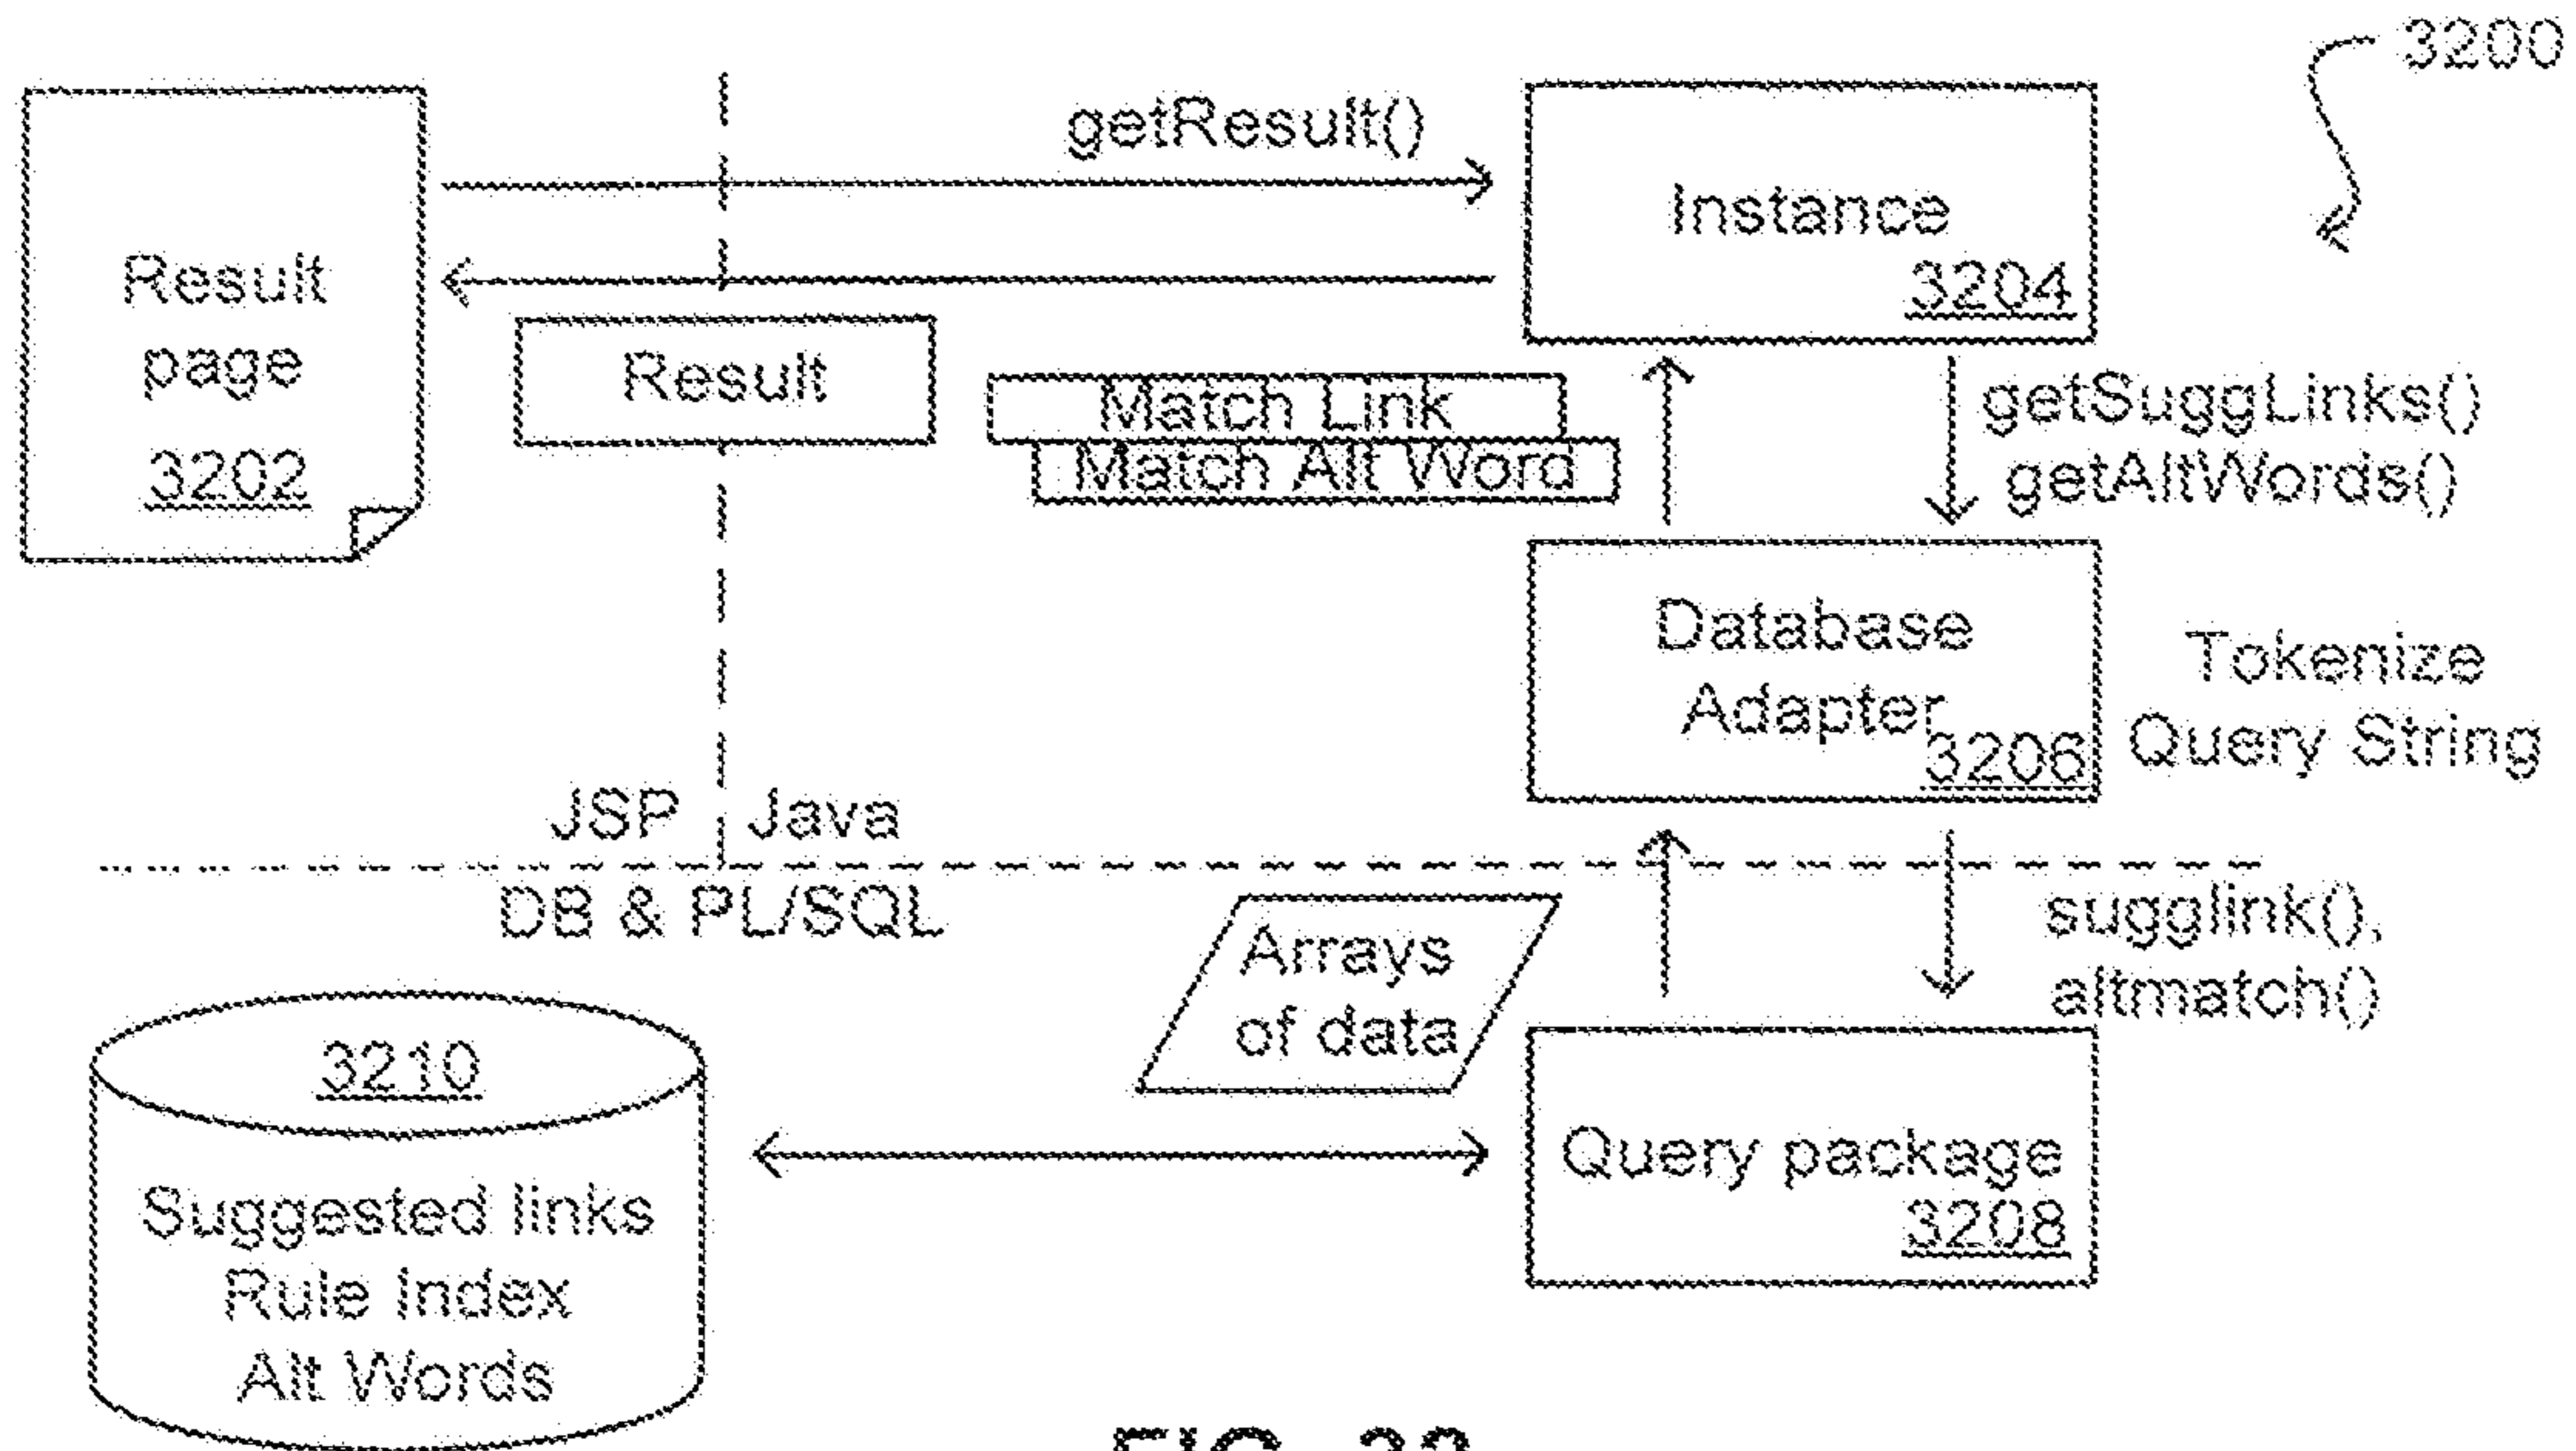 3200
getResult()
Result
page
3202
Instance
3204
Result
Match Link
Match Alt Word
getSuggLinks()
getAltWords()
Database
Adapter
3206
Tokenize
Query String
JSP
Java
DB & PL/SQL
Arrays
of data
sugglink(),
altmatch()
3210
Suggested links
Rule Index
Alt Words
Query package
3208